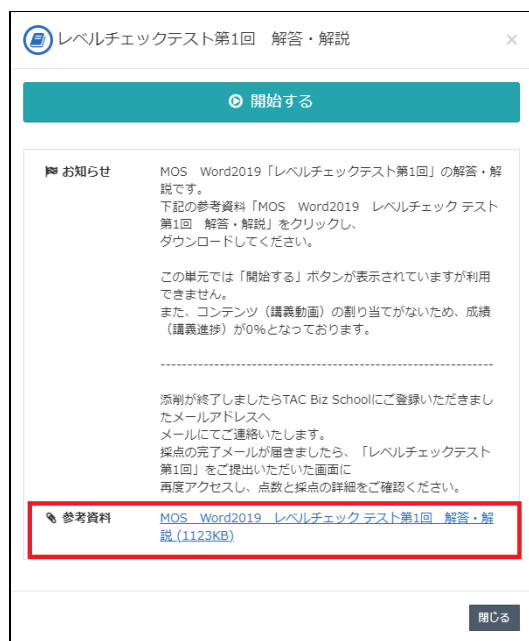 レベルチェックテスト第1回　解答・解説
×
開始する
お知らせ
MOS　Word2019「レベルチェックテスト第1回」の解答・解
説です。
下記の参考資料「MOS　Word2019　レベルチェック テスト
第1回　解答・解説」をクリックし、
ダウンロードしてください。
この単元では「開始する」ボタンが表示されていますが利用
できません。
また、コンテンツ（講義動画）の割り当てがないため、成績
（講義進捗）が0%となっております。
--------------------------------------------------------------
添削が終了しましたらTAC Biz Schoolにご登録いただきまし
たメールアドレスへ
メールにてご連絡いたします。
採点の完了メールが届きましたら、「レベルチェックテスト
第1回」をご提出いただいた画面に
再度アクセスし、点数と採点の詳細をご確認ください。
参考資料
MOS　Word2019　レベルチェック テスト第1回　解答・解
説 (1123KB)
閉じる